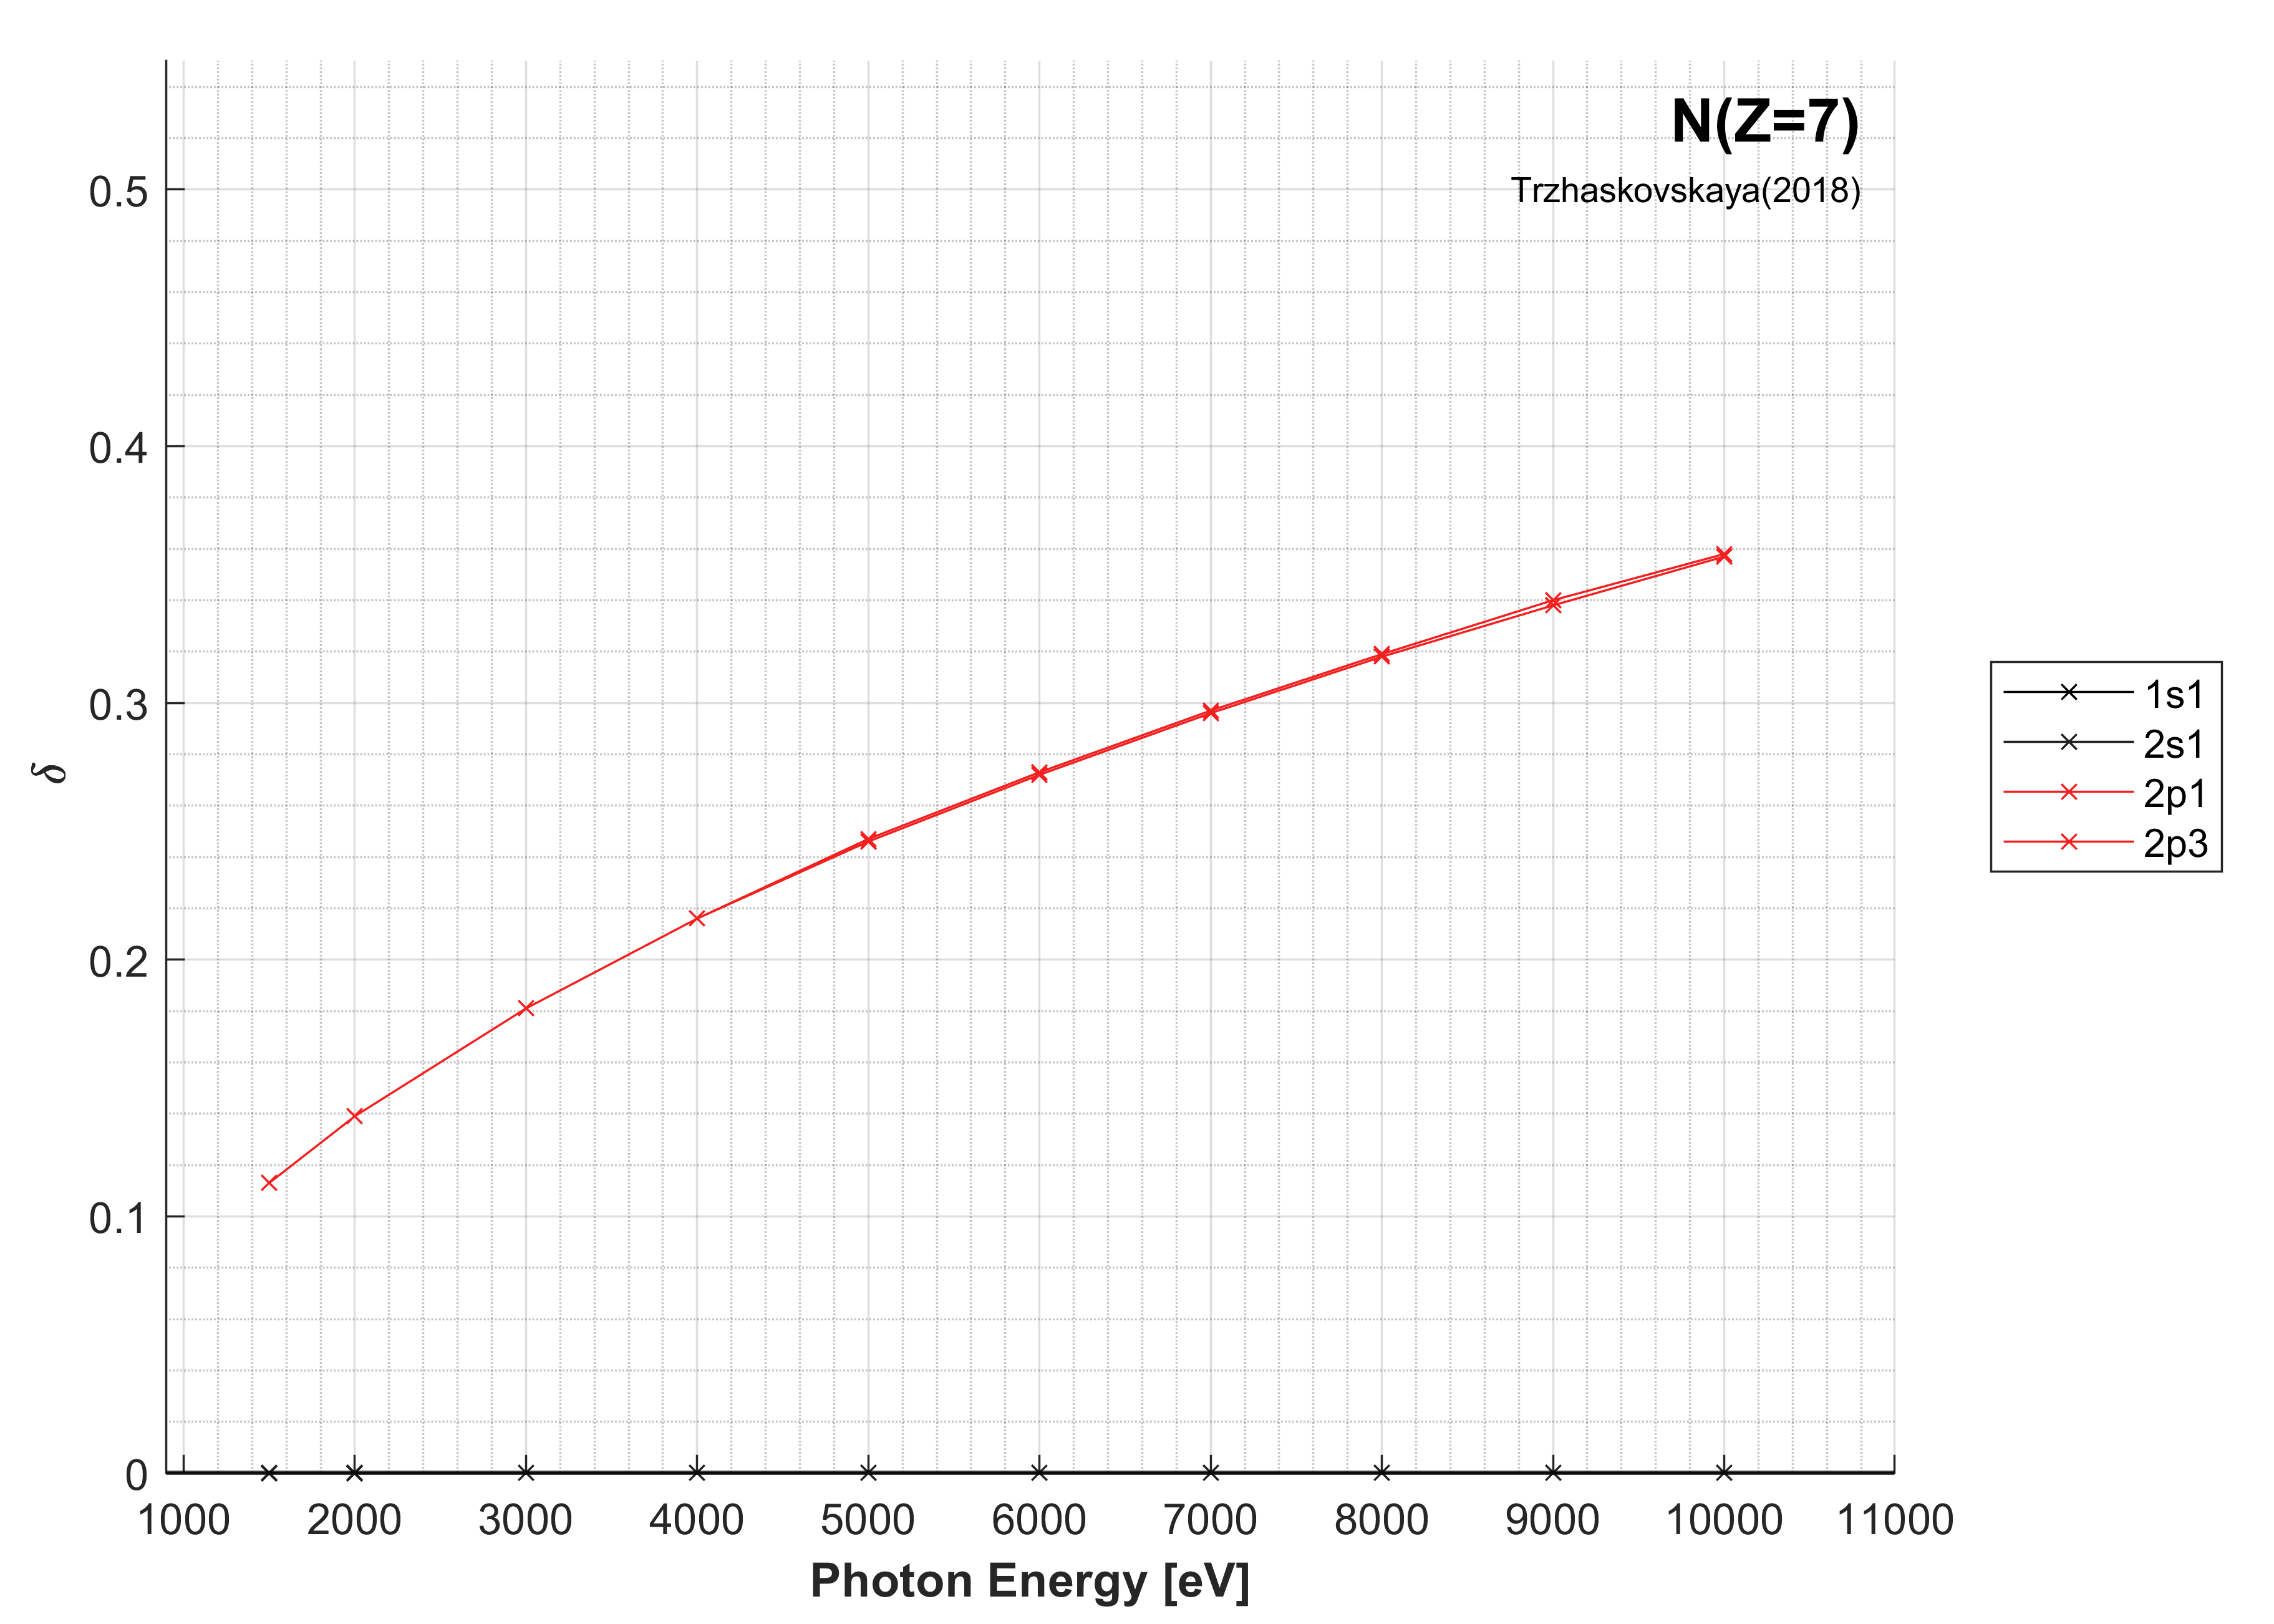 N(Z=7)
Trzhaskovskaya(2018)
0.5
0.4
0.3
0.2
0.1
0
δ
1000 2000 3000 4000 5000 6000 7000 8000 9000 10000 11000
Photon Energy [eV]
1s1
2s1
2p1
2p3